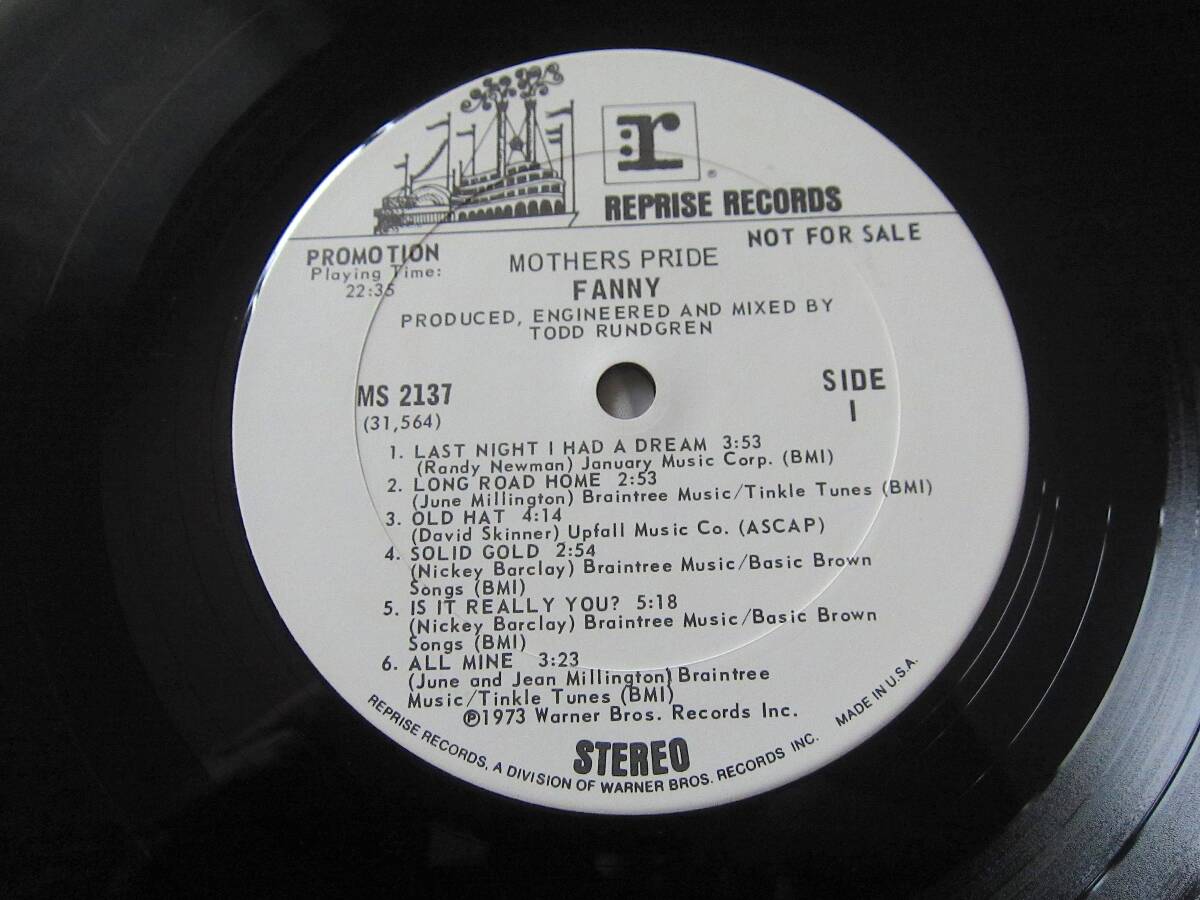 r
®
REPRISE RECORDS
PROMOTION
NOT FOR SALE
Playing Time:
22:35
MOTHERS PRIDE
FANNY
PRODUCED, ENGINEERED AND MIXED BY
TODD RUNDGREN
MS 2137
(31,564)
SIDE
1
1. LAST NIGHT I HAD A DREAM 3:53
(Randy Newman) January Music Corp. (BMI)
2. LONG ROAD HOME 2:53
(June Millington) Braintree Music/Tinkle Tunes (BMI)
3. OLD HAT 4:14
(David Skinner) Upfall Music Co. (ASCAP)
4. SOLID GOLD 2:54
(Nickey Barclay) Braintree Music/Basic Brown
Songs (BMI)
5. IS IT REALLY YOU? 5:18
(Nickey Barclay) Braintree Music/Basic Brown
Songs (BMI)
6. ALL MINE 3:23
(June and Jean Millington) Braintree
Music/Tinkle Tunes (BMI)
℗1973 Warner Bros. Records Inc.
STEREO
REPRISE RECORDS, A DIVISION OF WARNER BROS. RECORDS INC. MADE IN U.S.A.